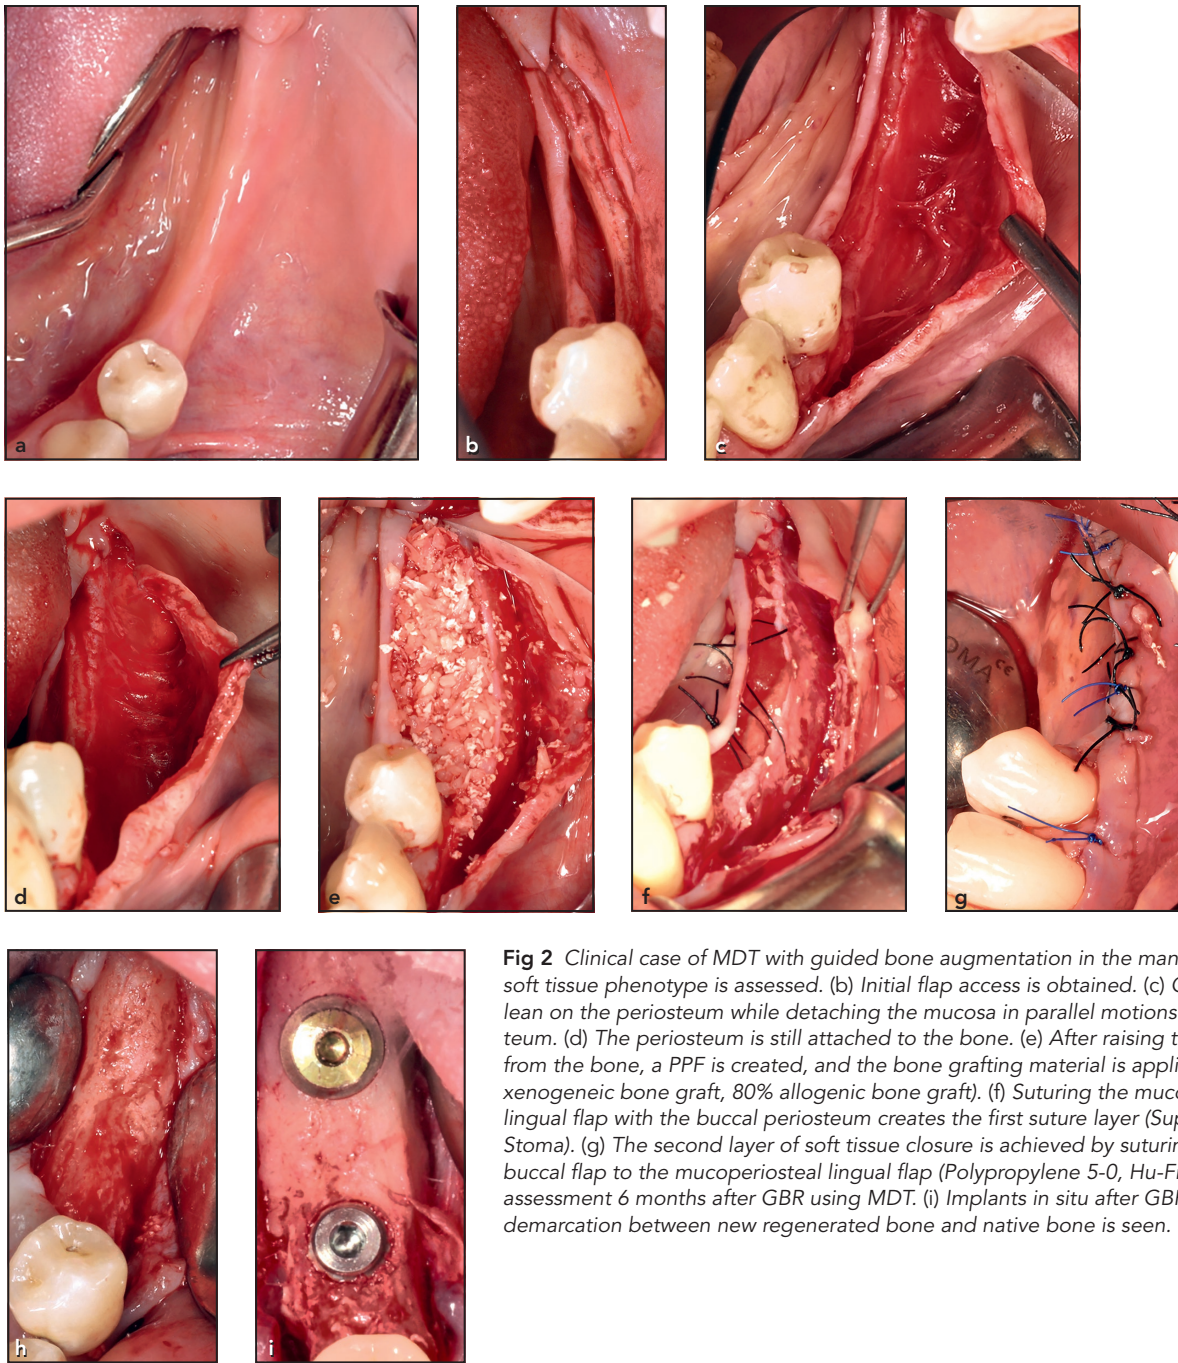 a
b
c
d
e
f
OMA CE
g
h
i
Fig 2 Clinical case of MDT with guided bone augmentation in the man
soft tissue phenotype is assessed. (b) Initial flap access is obtained. (c)
lean on the periosteum while detaching the mucosa in parallel motions
teum. (d) The periosteum is still attached to the bone. (e) After raising t
from the bone, a PPF is created, and the bone grafting material is appli
xenogeneic bone graft, 80% allogenic bone graft). (f) Suturing the muco
lingual flap with the buccal periosteum creates the first suture layer (Sup
Stoma). (g) The second layer of soft tissue closure is achieved by suturin
buccal flap to the mucoperiosteal lingual flap (Polypropylene 5-0, Hu-F
assessment 6 months after GBR using MDT. (i) Implants in situ after GB
demarcation between new regenerated bone and native bone is seen.